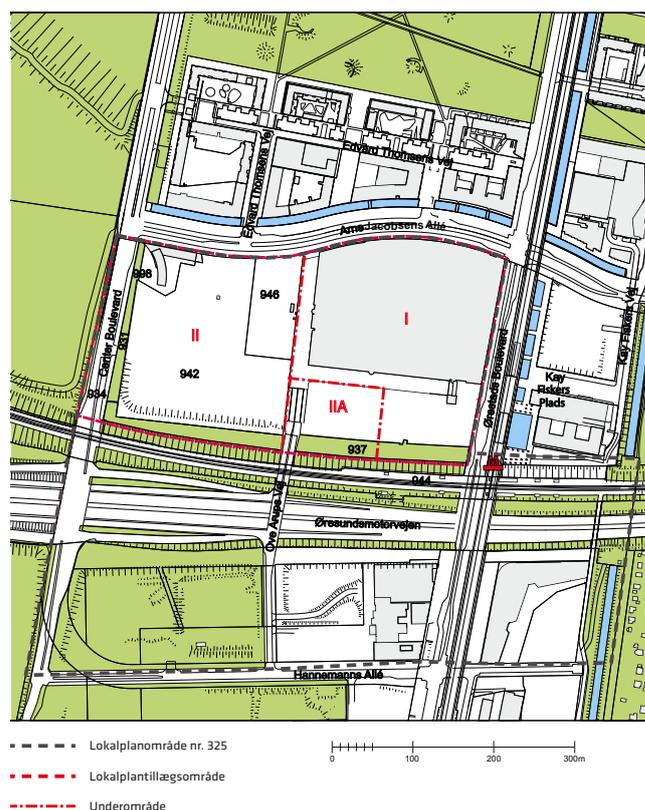 Edvard Thomsens Vej
Edvard Thomsens Vej
Arne Jacobsens Allé
998
946
Center Boulevard
931
II
I
942
Ørestads Boulevard
Kay Fiskers Vej
Kay
Fiskers
Plads
934
IIA
937
M
944
Ove Arups Vej
Øresundsmotorvejen
Hannemanns Allé
Lokalplanområde nr. 325
0 100 200 300m
Lokalplantillægsområde
Underområde